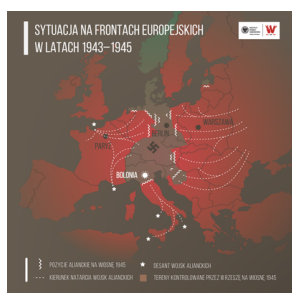 SYTUACJA NA FRONTACH EUROPEJSKICH
W LATACH 1943–1945
WARSZAWA
BERLIN
PARYŻ
BOLONIA
POZYCJE ALIANCKIE NA WIOSNĘ 1945
DESANT WOJSK ALIANCKICH
KIERUNEK NATARCIA WOJSK ALIANCKICH
TERENY KONTROLOWANE PRZEZ III RZESZĘ NA WIOSNĘ 1945